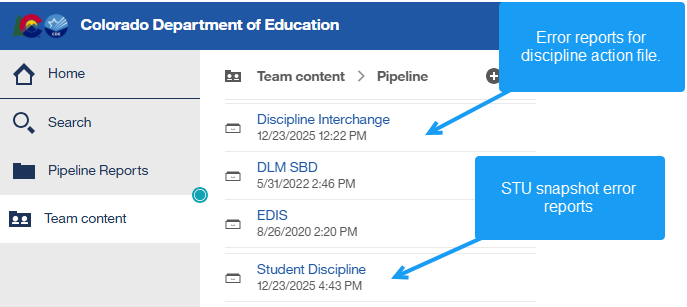 Colorado Department of Education
CDE
Home
Search
Pipeline Reports
Team content
Team content > Pipeline
Discipline Interchange
12/23/2025 12:22 PM
DLM SBD
5/31/2022 2:46 PM
EDIS
8/26/2020 2:20 PM
Student Discipline
12/23/2025 4:43 PM
Error reports for
discipline action file.
STU snapshot error
reports